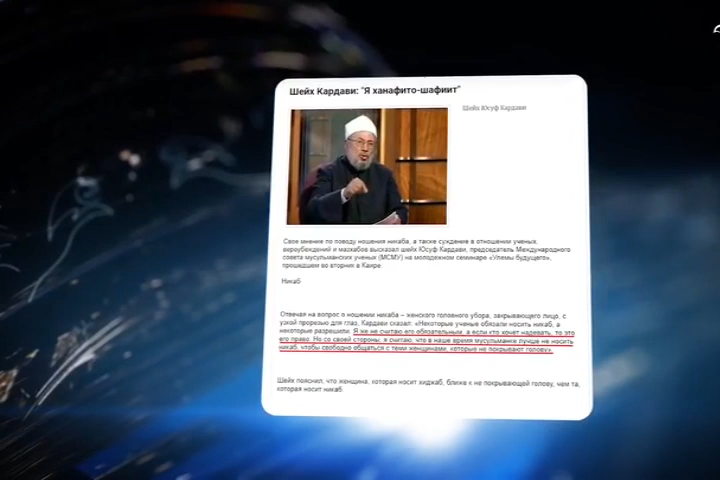 Шейх Кардави: "Я ханафито-шафиит"
Шейх Юсуф Кардави
Свое мнение по поводу ношения никаба, а также суждение в отношении ученых,
вероубеждений и мазхабов высказал шейх Юсуф Кардави, председатель Международного
совета мусульманских ученых (МСМУ) на молодежном семинаре «Улемы будущего»,
прошедшем во вторник в Каире.
Никаб
Отвечая на вопрос о ношении никаба – женского головного убора, закрывающего лицо, с
узкой прорезью для глаз, Кардави сказал: «Некоторые ученые обязали носить никаб, а
некоторые разрешили. Я же не считаю его обязательным, а если кто хочет надевать, то это
его право. Но со своей стороны, я считаю, что в наше время мусульманке лучше не носить
никаб, чтобы свободно общаться с теми женщинами, которые не покрывают голову».
Шейх пояснил, что женщина, которая носит хиджаб, ближе к не покрывающей голову, чем та,
которая носит никаб